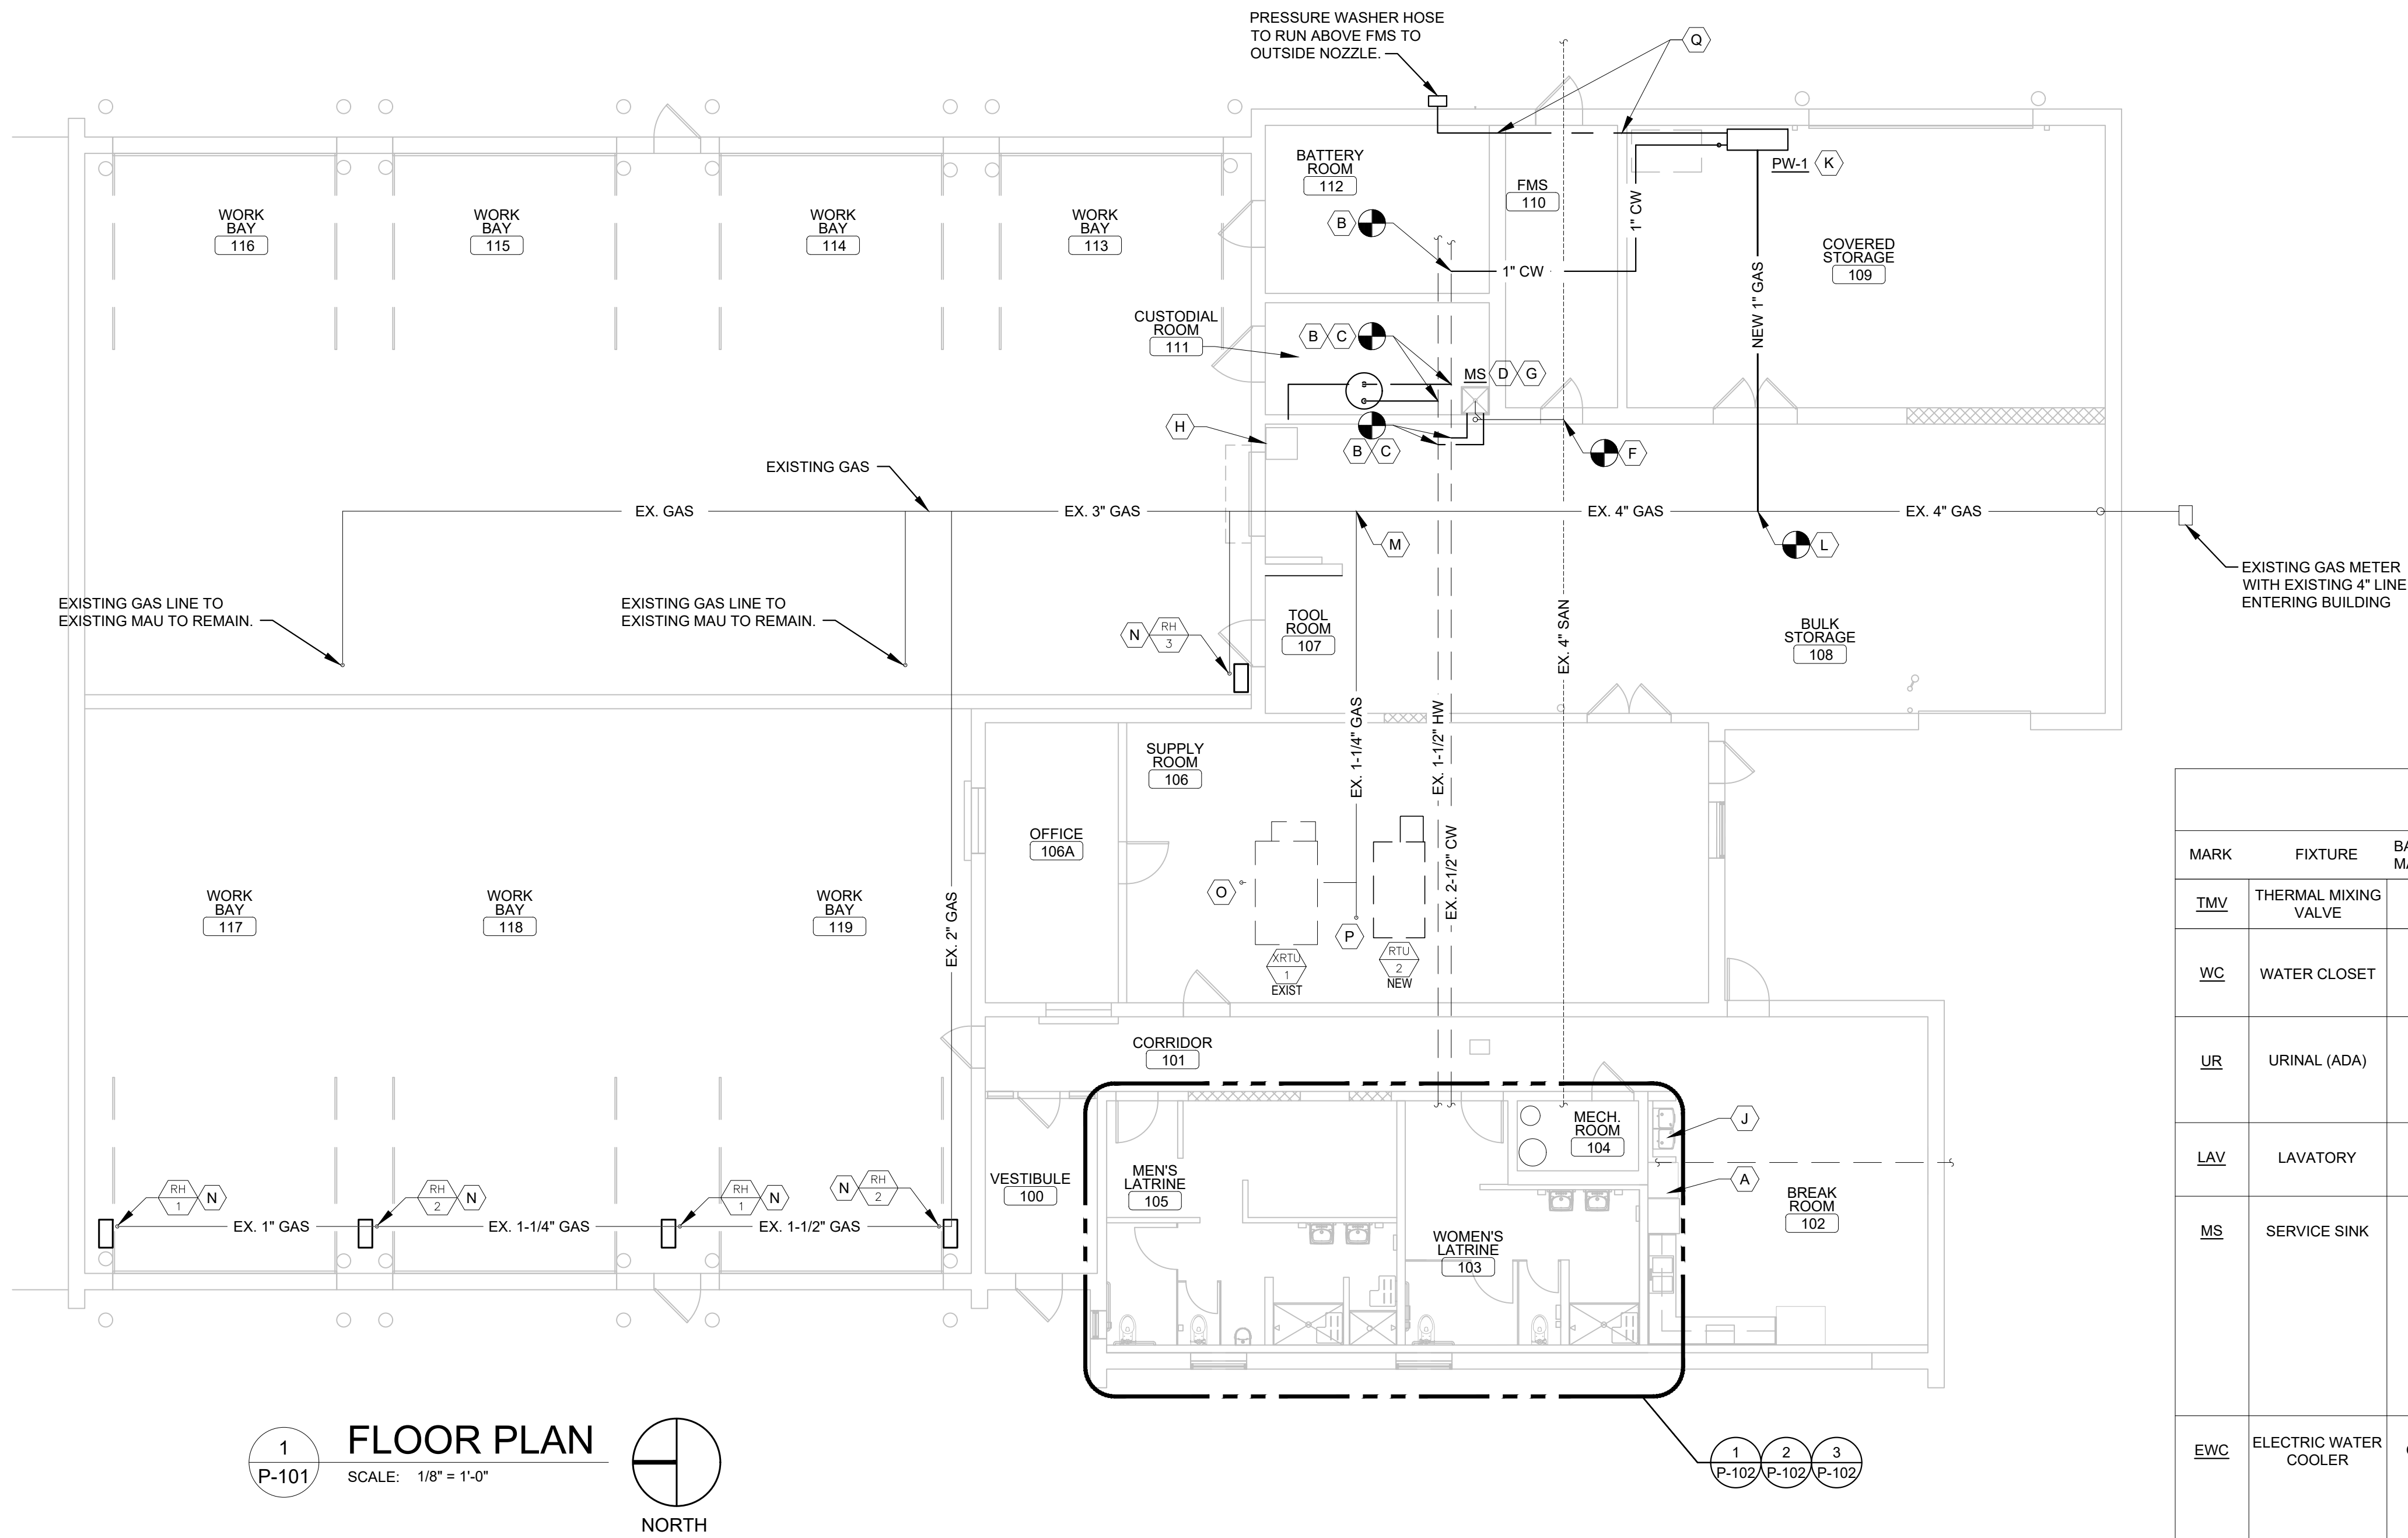 PRESSURE WASHER HOSE
TO RUN ABOVE FMS TO
OUTSIDE NOZZLE.
Q
BATTERY
ROOM
112
FMS
110
PW-1
K
WORK
BAY
116
WORK
BAY
115
WORK
BAY
114
WORK
BAY
113
B
1" CW
1" CW
COVERED
STORAGE
109
NEW 1" GAS
CUSTODIAL
ROOM
111
B
C
MS
D
G
H
B
C
F
EXISTING GAS
EX. GAS
EX. 3" GAS
EX. 4" GAS
EX. 4" GAS
M
L
EXISTING GAS METER
WITH EXISTING 4" LINE
ENTERING BUILDING
EXISTING GAS LINE TO
EXISTING MAU TO REMAIN.
EXISTING GAS LINE TO
EXISTING MAU TO REMAIN.
N
RH
3
TOOL
ROOM
107
EX. 4" SAN
BULK
STORAGE
108
EX. 1-1/4" GAS
EX. 1-1/2" HW
EX. 2-1/2" CW
SUPPLY
ROOM
106
OFFICE
106A
WORK
BAY
117
WORK
BAY
118
WORK
BAY
119
EX. 2" GAS
O
P
XRTU
1
EXIST
RTU
2
NEW
CORRIDOR
101
MECH.
ROOM
104
J
A
VESTIBULE
100
MEN'S
LATRINE
105
WOMEN'S
LATRINE
103
BREAK
ROOM
102
RH
1
N
RH
2
N
RH
1
N
N
RH
2
EX. 1" GAS
EX. 1-1/4" GAS
EX. 1-1/2" GAS
1
P-101
FLOOR PLAN
SCALE: 1/8" = 1'-0"
NORTH
1
P-102
2
P-102
3
P-102
MARK
FIXTURE
TMV
THERMAL MIXING
VALVE
WC
WATER CLOSET
UR
URINAL (ADA)
LAV
LAVATORY
MS
SERVICE SINK
EWC
ELECTRIC WATER
COOLER